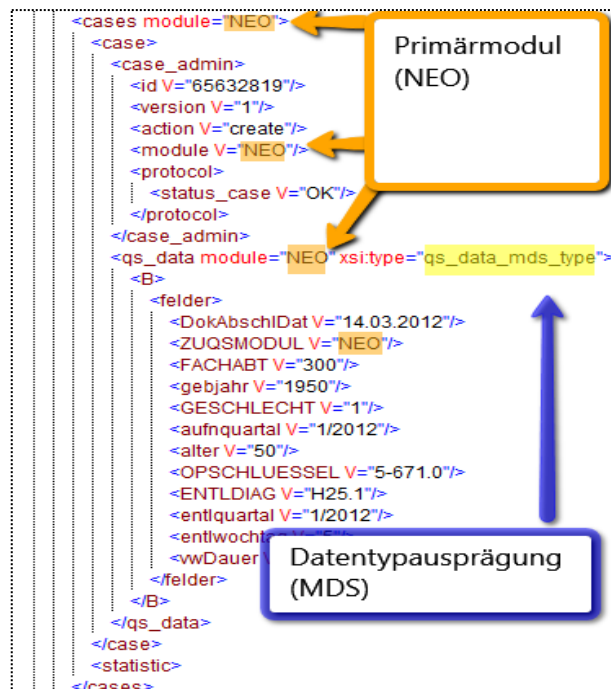 <cases module="NEO">
<case>
<case_admin>
<id V="65632819"/>
<version V="1"/>
<action V="create"/>
<module V="NEO"/>
<protocol>
<status_case V="OK"/>
</protocol>
</case_admin>
<qs_data module="NEO" xsi:type="qs_data_mds_type">
<B>
<felder>
<DokAbschlDat V="14.03.2012"/>
<ZUQSMODUL V="NEO"/>
<FACHABT V="300"/>
<gebjahr V="1950"/>
<GESCHLECHT V="1"/>
<aufnquartal V="1/2012"/>
<alter V="50"/>
<OPSCHLUESSEL V="5-671.0"/>
<ENTLDIAG V="H25.1"/>
<entlquartal V="1/2012"/>
<entlwochtag
<vwDauer
</felder>
</B>
</qs_data>
</case>
<statistic>
</cases>
Primärmodul
(NEO)
Datentypausprägung
(MDS)